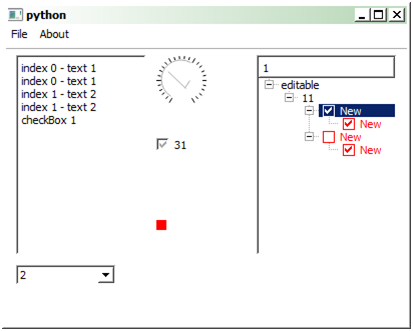 python
File About
index 0 - text 1
index 0 - text 1
index 1 - text 2
index 1 - text 2
checkBox 1
31
1
editable
11
New
New
New
New
2